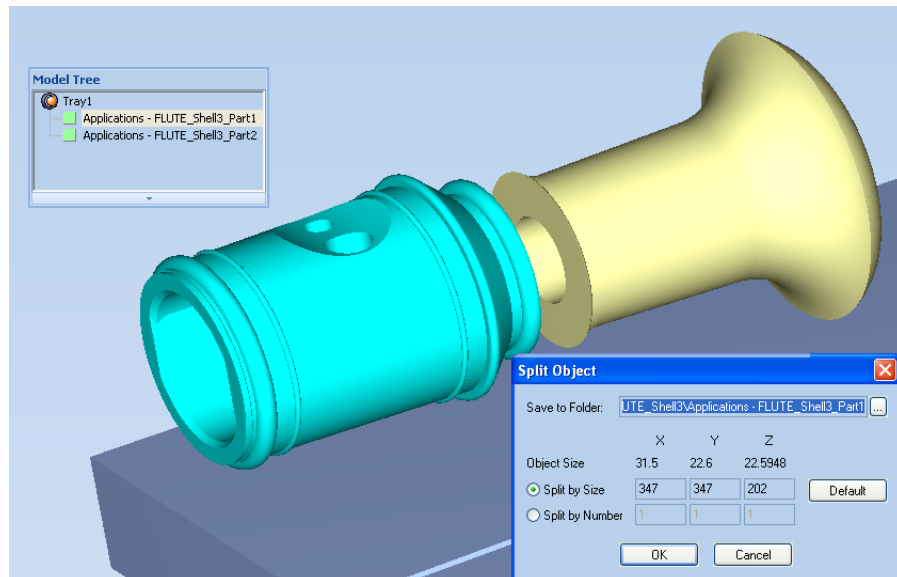 Model Tree
Tray1
Applications - FLUTE_Shell3_Part1
Applications - FLUTE_Shell3_Part2
Split Object
Save to Folder: UTE_Shell3\Applications - FLUTE_Shell3_Part1 ...
X Y Z
Object Size 31.5 22.6 22.5948
Split by Size 347 347 202 Default
Split by Number 1 1 1
OK Cancel